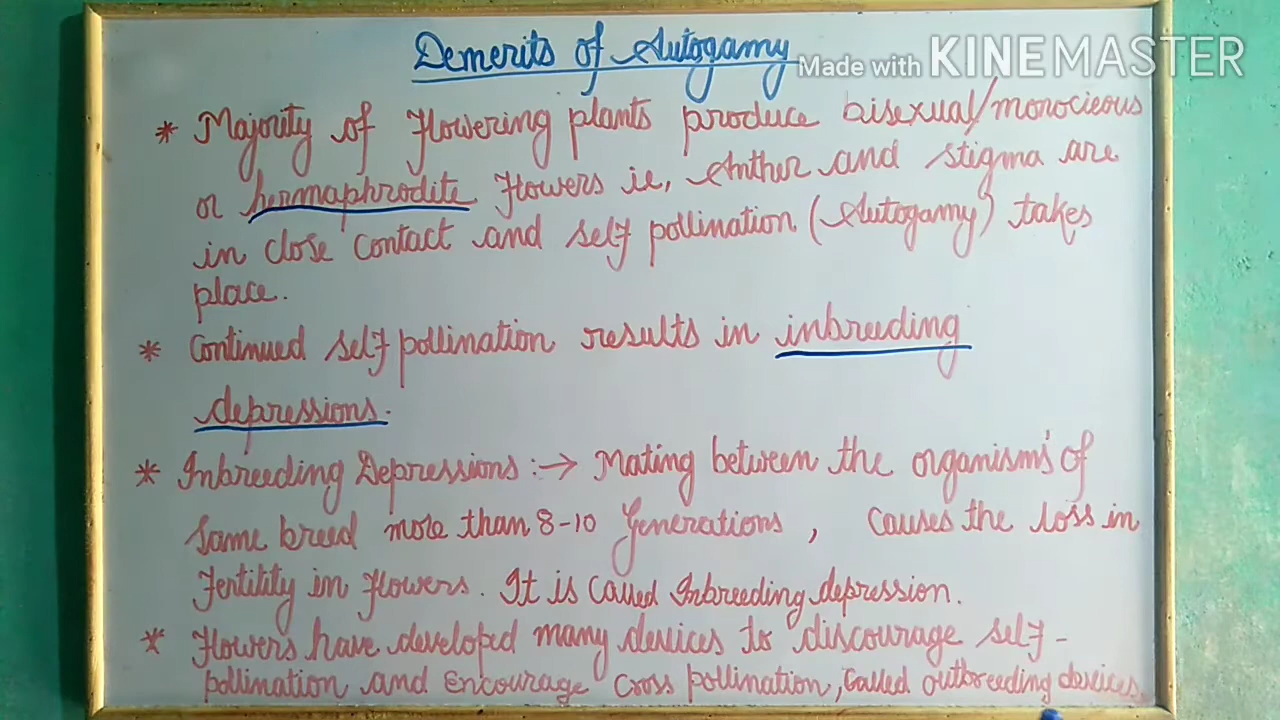 Demerits of Autogamy
Made with KINEMASTER
* Majority of flowering plants produce bisexual/monocieous
or hermaphrodite flowers ie, Anther and stigma are
in close contact and self pollination (Autogamy) takes
place.
* Continued self pollination results in inbreeding
depressions.
* Inbreeding Depressions :→ Mating between the organism's of
same breed more than 8-10 Generations, causes the loss in
Fertility in flowers. It is called Inbreeding depression.
* Flowers have developed many devices to discourage self-
pollination and encourage cross pollination, called outbreeding devices.